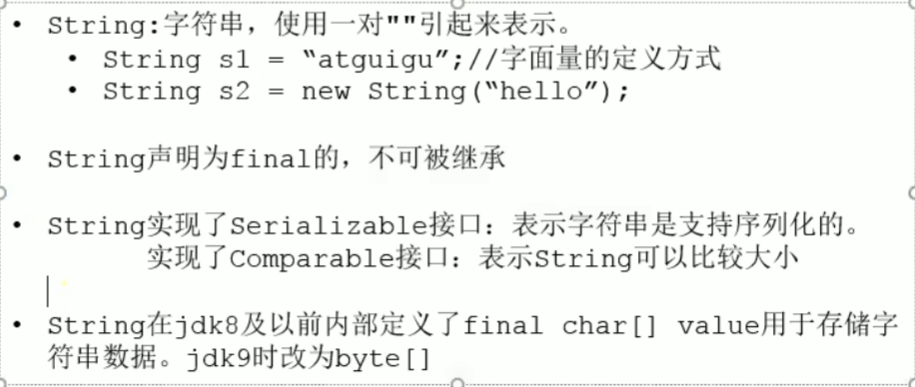 • String:字符串，使用一对""引起来表示。
• String s1 = “atguigu”;//字面量的定义方式
• String s2 = new String(“hello”);
• String声明为final的，不可被继承
• String实现了Serializable接口：表示字符串是支持序列化的。
实现了Comparable接口：表示String可以比较大小
• String在jdk8及以前内部定义了final char[] value用于存储字
符串数据。jdk9时改为byte[]